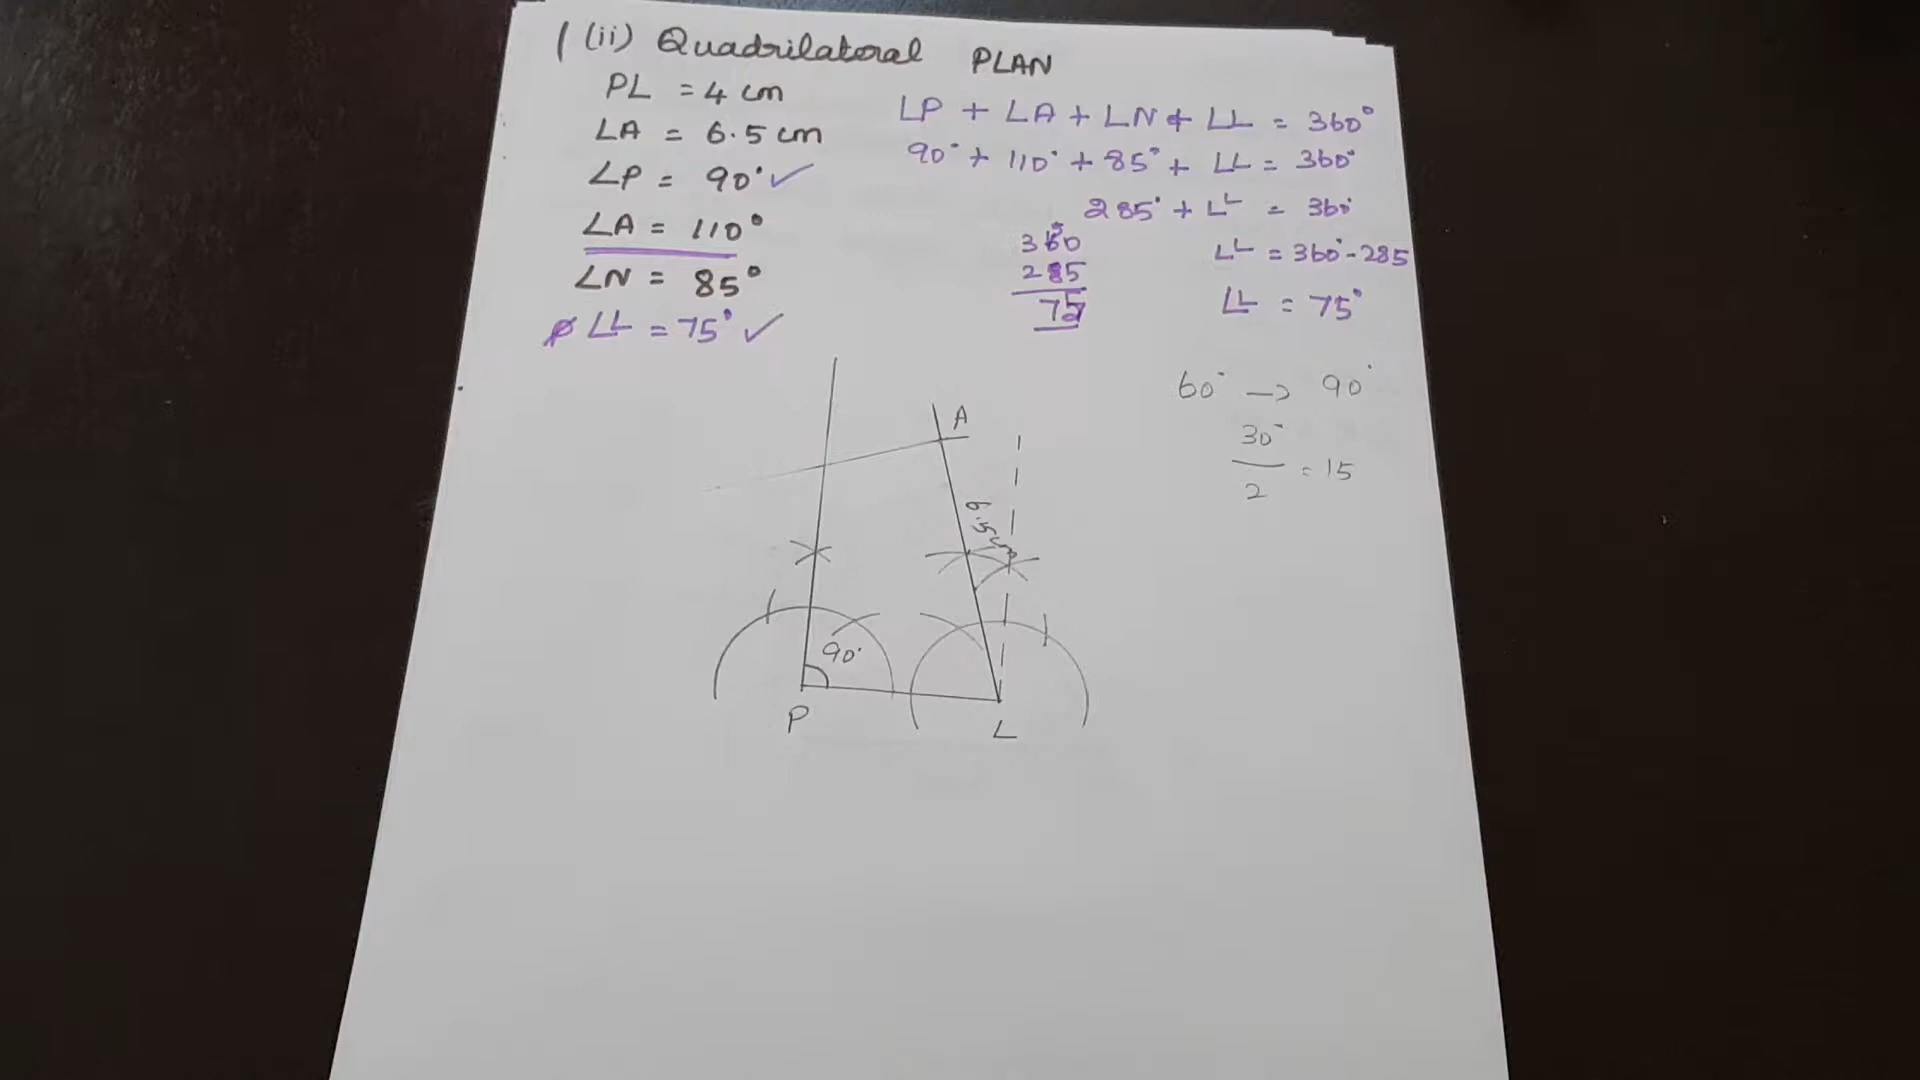 1 (ii) Quadrilateral PLAN
PL = 4 cm
LA = 6.5 cm
∠P = 90° ✓
∠A = 110°
∠N = 85°
∠L = 75° ✓
∠P + ∠A + ∠N + ∠L = 360°
90° + 110° + 85° + ∠L = 360°
285° + ∠L = 360°
∠L = 360° - 285
∠L = 75°
360
285
75
60° → 90°
30°
2
= 15
A
6.5cm
90°
P
L